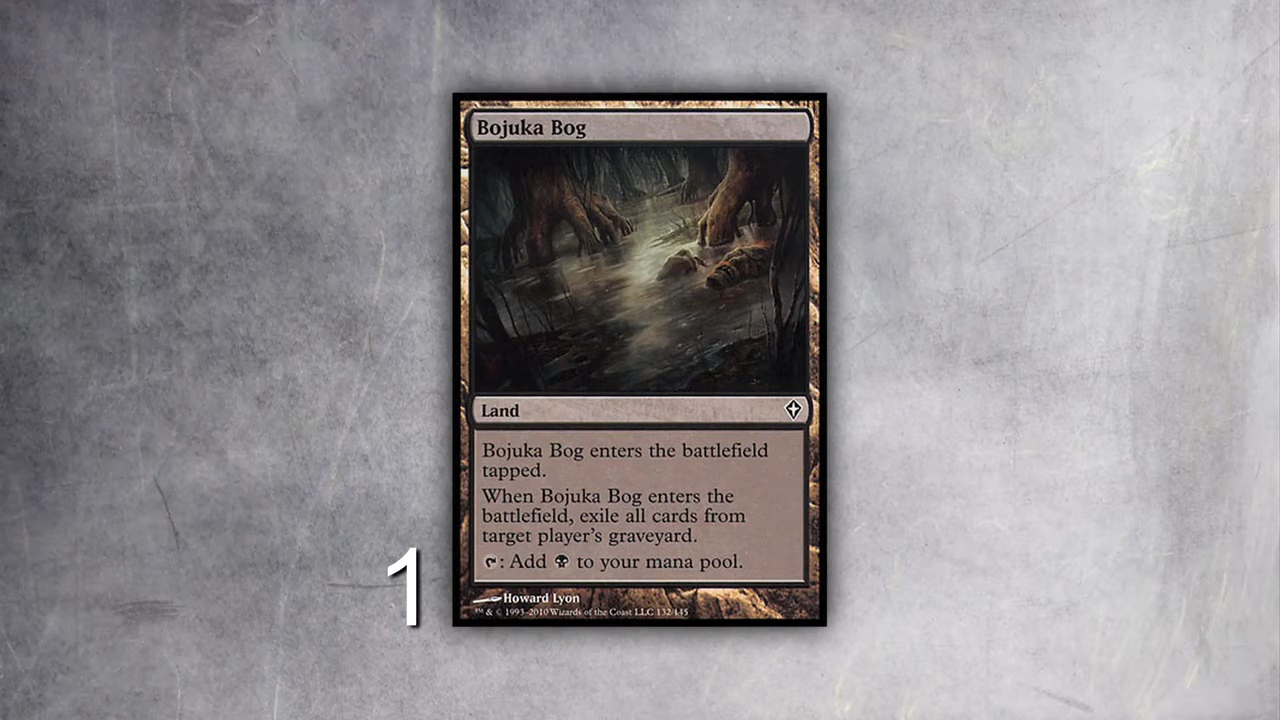 Bojuka Bog
Land
Bojuka Bog enters the battlefield
tapped.
When Bojuka Bog enters the
battlefield, exile all cards from
target player's graveyard.
: Add to your mana pool.
1
Howard Lyon
™ & © 1993–2010 Wizards of the Coast LLC 132/145